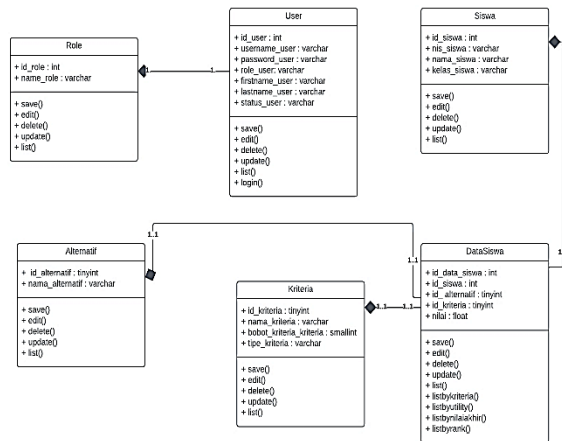 Role
+ id_role : int
+ name_role : varchar
+ save()
+ edit()
+ delete()
+ update()
+ list()
1
1
User
+ id_user : int
+ username_user : varchar
+ password_user : varchar
+ role_user: varchar
+ firstname_user : varchar
+ lastname_user : varchar
+ status_user : varchar
+ save()
+ edit()
+ delete()
+ update()
+ list()
+ login()
Siswa
+ id_siswa : int
+ nis_siswa : varchar
+ nama_siswa : varchar
+ kelas_siswa : varchar
+ save()
+ edit()
+ delete()
+ update()
+ list()
1..1
1..1
Alternatif
+ id_alternatif : tinyint
+ nama_alternatif : varchar
+ save()
+ edit()
+ delete()
+ update()
+ list()
Kriteria
+ id_kriteria : tinyint
+ nama_kriteria : varchar
+ bobot_kriteria_kriteria : smallint
+ tipe_kriteria : varchar
+ save()
+ edit()
+ delete()
+ update()
+ list()
1..1
1..1
DataSiswa
+ id_data_siswa : int
+ id_siswa : int
+ id_ alternatif : tinyint
+ id_kriteria : tinyint
+ nilai : float
+ save()
+ edit()
+ delete()
+ update()
+ list()
+ listbykriteria()
+ listbyutility()
+ listbynilaiakhir()
+ listbyrank()